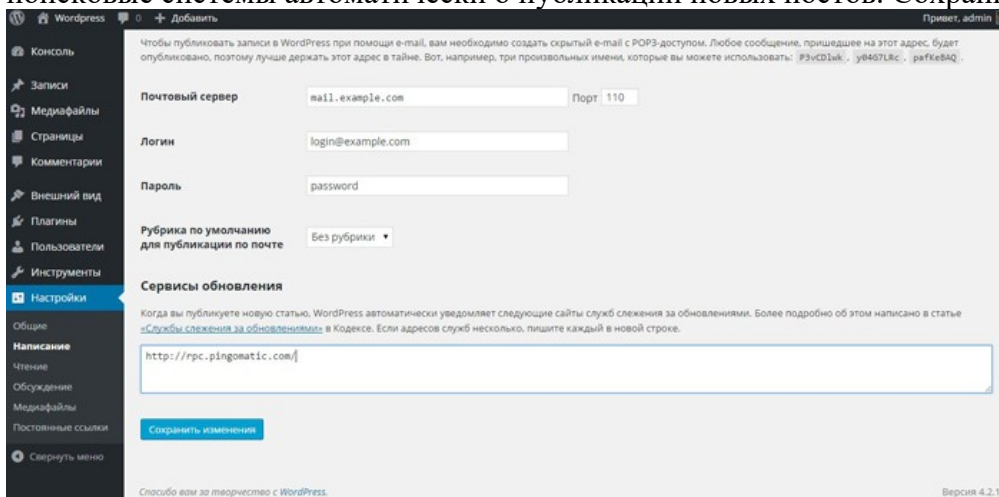 поисковые системы автоматически о публикации новых постов. Сохрани
Wordpress 0 + Добавить Привет, admin
Консоль
Записи
Медиафайлы
Страницы
Комментарии
Внешний вид
Плагины
Пользователи
Инструменты
Настройки
Общие
Написание
Чтение
Обсуждение
Медиафайлы
Постоянные ссылки
Свернуть меню
Чтобы публиковать записи в WordPress при помощи e-mail, вам необходимо создать скрытый e-mail с POP3-доступом. Любое сообщение, пришедшее на этот адрес, будет
опубликовано, поэтому лучше держать этот адрес в тайне. Вот, например, три произвольных имени, которые вы можете использовать: P3vCDlwk , y04G7LRc , pafKe8AQ .
Почтовый сервер mail.example.com Порт 110
Логин login@example.com
Пароль password
Рубрика по умолчанию
для публикации по почте Без рубрики
Сервисы обновления
Когда вы публикуете новую статью, WordPress автоматически уведомляет следующие сайты служб слежения за обновлениями. Более подробно об этом написано в статье
«Службы слежения за обновлениями» в Кодексе. Если адресов служб несколько, пишите каждый в новой строке.
http://rpc.pingomatic.com/
Сохранить изменения
Спасибо вам за творчество с WordPress. Версия 4.2.1